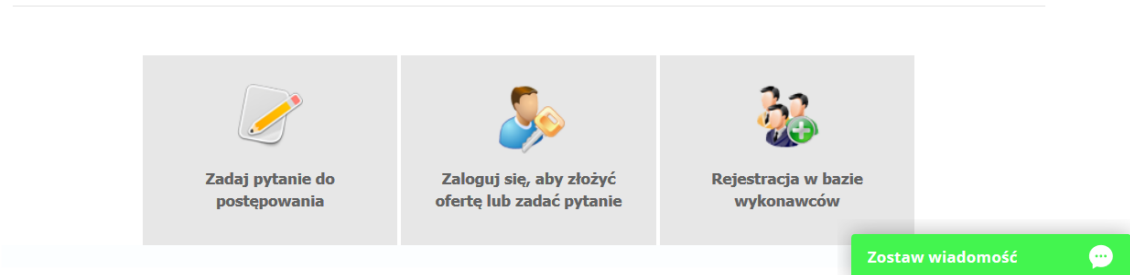 Zadaj pytanie do
postępowania
Zaloguj się, aby złożyć
ofertę lub zadać pytanie
Rejestracja w bazie
wykonawców
Zostaw wiadomość